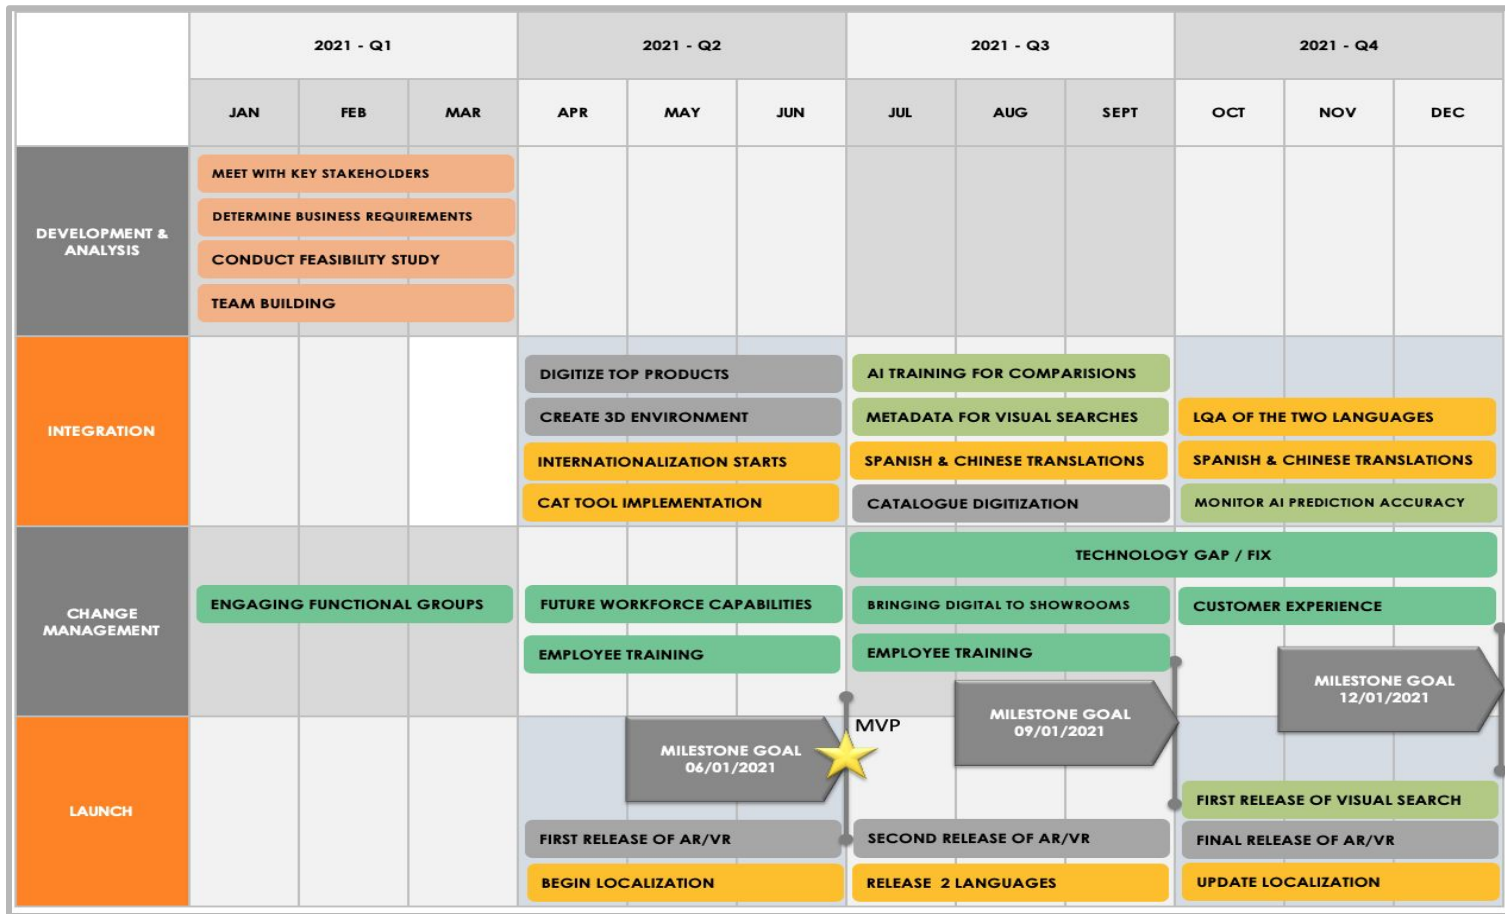 2021 - Q1
2021 - Q2
2021 - Q3
2021 - Q4
JAN
FEB
MAR
APR
MAY
JUN
JUL
AUG
SEPT
OCT
NOV
DEC
DEVELOPMENT &
ANALYSIS
MEET WITH KEY STAKEHOLDERS
DETERMINE BUSINESS REQUIREMENTS
CONDUCT FEASIBILITY STUDY
TEAM BUILDING
INTEGRATION
DIGITIZE TOP PRODUCTS
CREATE 3D ENVIRONMENT
INTERNATIONALIZATION STARTS
CAT TOOL IMPLEMENTATION
AI TRAINING FOR COMPARISIONS
METADATA FOR VISUAL SEARCHES
SPANISH & CHINESE TRANSLATIONS
CATALOGUE DIGITIZATION
LQA OF THE TWO LANGUAGES
SPANISH & CHINESE TRANSLATIONS
MONITOR AI PREDICTION ACCURACY
CHANGE
MANAGEMENT
TECHNOLOGY GAP / FIX
ENGAGING FUNCTIONAL GROUPS
FUTURE WORKFORCE CAPABILITIES
EMPLOYEE TRAINING
BRINGING DIGITAL TO SHOWROOMS
EMPLOYEE TRAINING
CUSTOMER EXPERIENCE
MILESTONE GOAL
12/01/2021
MILESTONE GOAL
09/01/2021
MVP
MILESTONE GOAL
06/01/2021
LAUNCH
FIRST RELEASE OF AR/VR
BEGIN LOCALIZATION
SECOND RELEASE OF AR/VR
RELEASE 2 LANGUAGES
FIRST RELEASE OF VISUAL SEARCH
FINAL RELEASE OF AR/VR
UPDATE LOCALIZATION